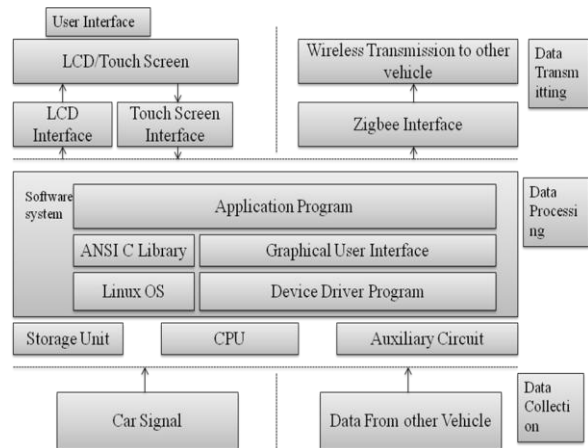 User Interface
LCD/Touch Screen
Wireless Transmission to other
vehicle
Data
Transm
itting
LCD
Interface
Touch Screen
Interface
Zigbee Interface
Software
system
Application Program
Data
Processi
ng
ANSI C Library
Graphical User Interface
Linux OS
Device Driver Program
Storage Unit
CPU
Auxiliary Circuit
Car Signal
Data From other Vehicle
Data
Collecti
on